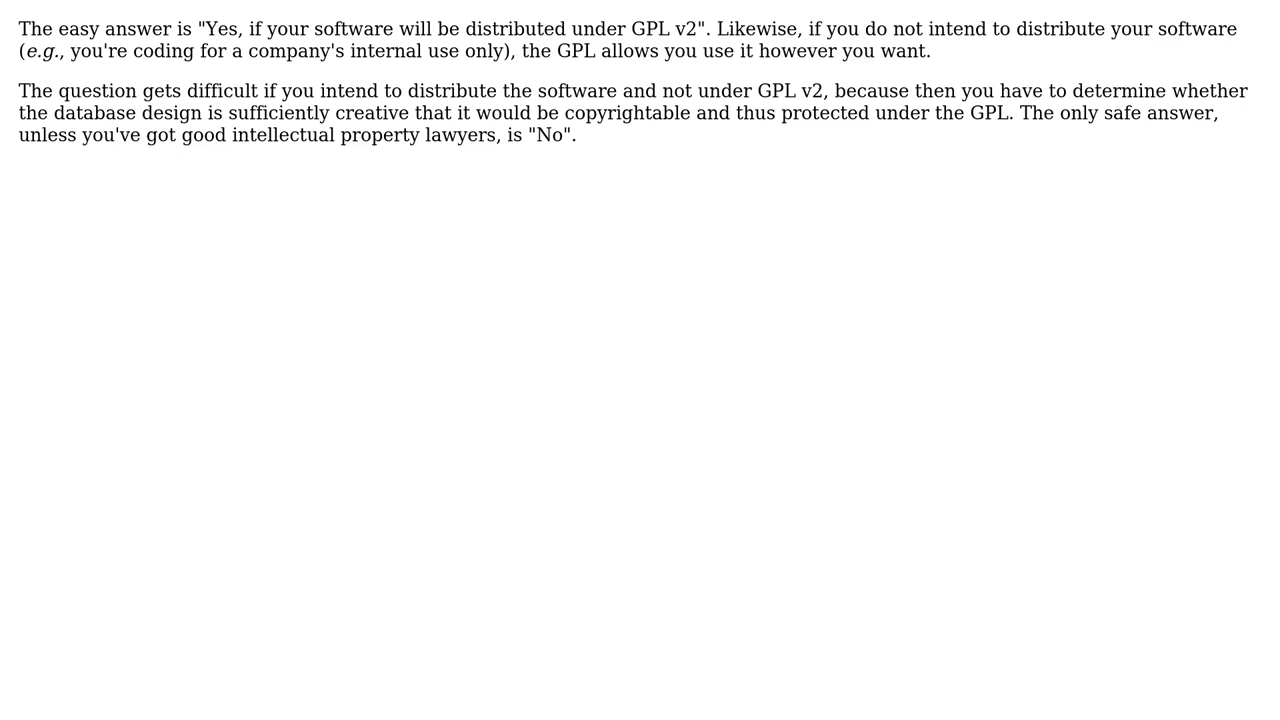 The easy answer is "Yes, if your software will be distributed under GPL v2". Likewise, if you do not intend to distribute your software
(e.g., you're coding for a company's internal use only), the GPL allows you use it however you want.
The question gets difficult if you intend to distribute the software and not under GPL v2, because then you have to determine whether
the database design is sufficiently creative that it would be copyrightable and thus protected under the GPL. The only safe answer,
unless you've got good intellectual property lawyers, is "No".